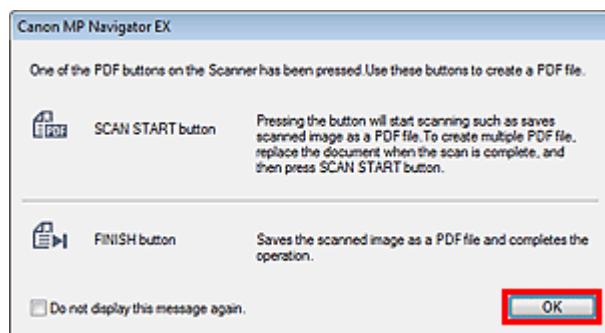 Canon MP Navigator EX
One of the PDF buttons on the Scanner has been pressed.Use these buttons to create a PDF file.
PDF
SCAN START button
Pressing the button will start scanning such as saves
scanned image as a PDF file.To create multiple PDF file,
replace the document when the scan is complete, and
then press SCAN START button.
FINISH button
Saves the scanned image as a PDF file and completes the
operation.
Do not display this message again.
OK